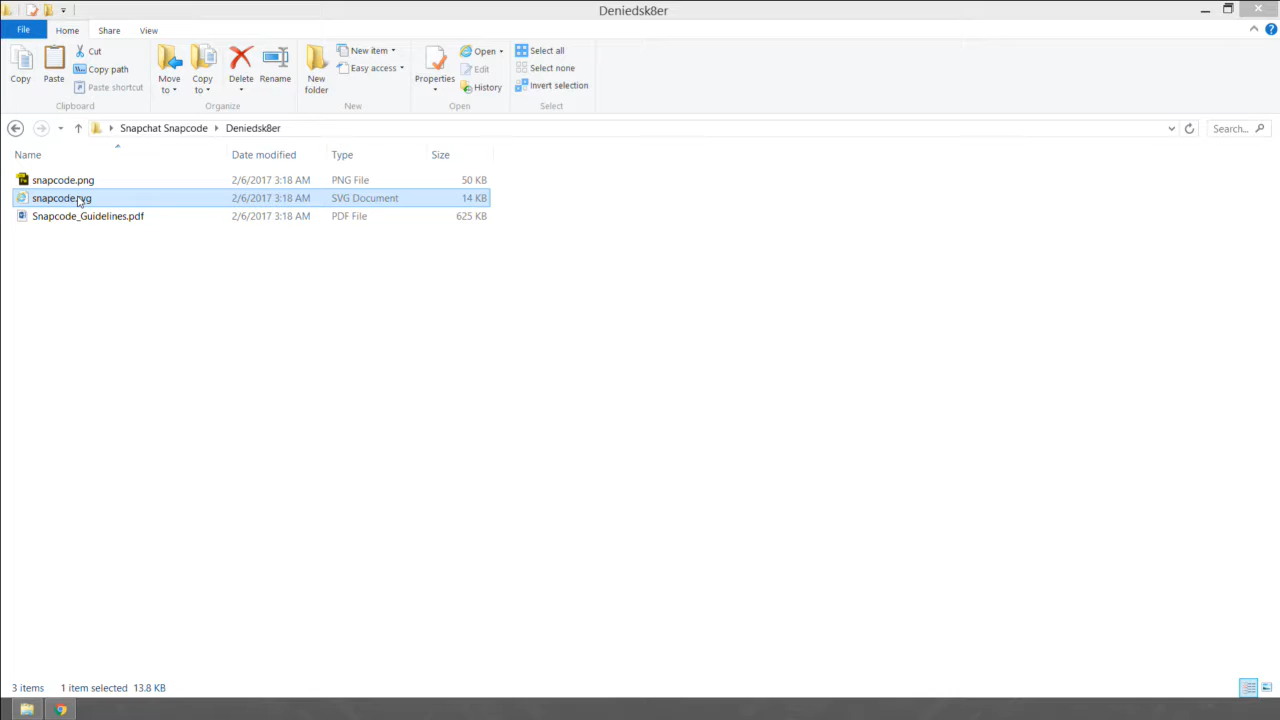 Deniedsk8er
File Home Share View
Copy Paste Cut Copy path Paste shortcut Clipboard
Move to Copy to Delete Rename Organize
New folder New item Easy access New
Properties Open Edit History Open
Select all Select none Invert selection Select
Snapchat Snapcode Deniedsk8er Search...
Name Date modified Type Size
snapcode.png 2/6/2017 3:18 AM PNG File 50 KB
snapcode.svg 2/6/2017 3:18 AM SVG Document 14 KB
Snapcode_Guidelines.pdf 2/6/2017 3:18 AM PDF File 625 KB
3 items 1 item selected 13.8 KB